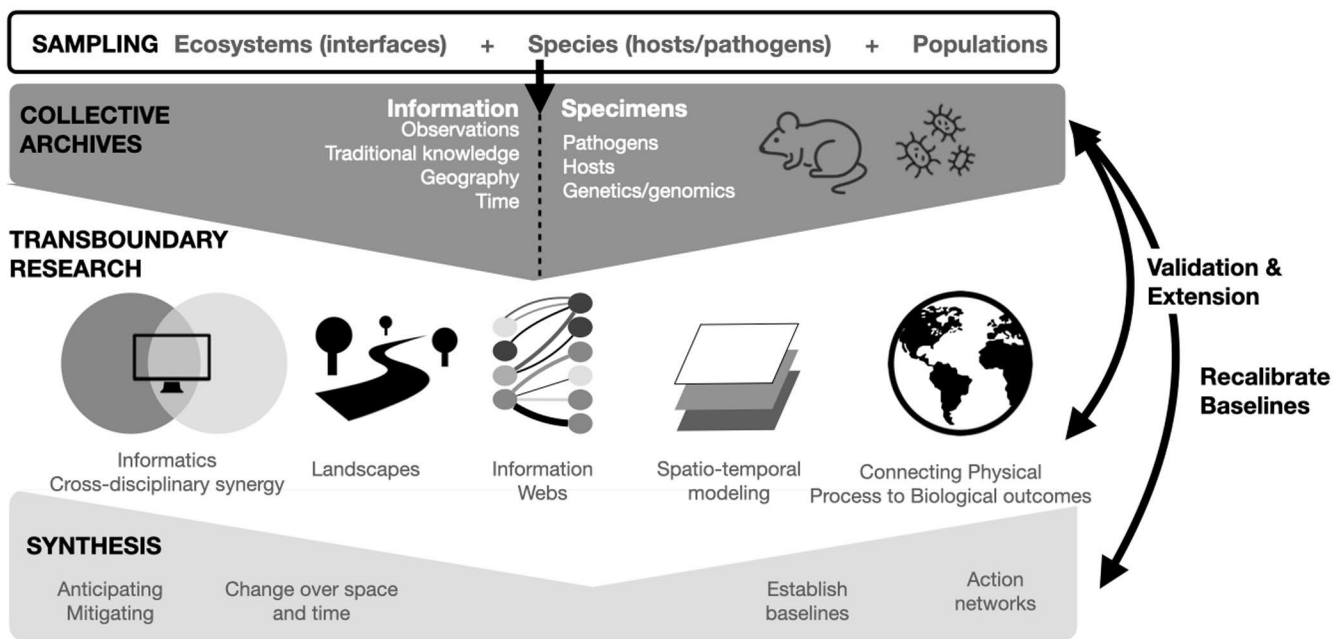 SAMPLING Ecosystems (interfaces) + Species (hosts/pathogens) + Populations
COLLECTIVE
ARCHIVES
Information
Observations
Traditional knowledge
Geography
Time
Specimens
Pathogens
Hosts
Genetics/genomics
TRANSBOUNDARY
RESEARCH
Validation &
Extension
Recalibrate
Baselines
Informatics
Cross-disciplinary synergy
Landscapes
Information
Webs
Spatio-temporal
modeling
Connecting Physical
Process to Biological outcomes
SYNTHESIS
Anticipating
Mitigating
Change over space
and time
Establish
baselines
Action
networks